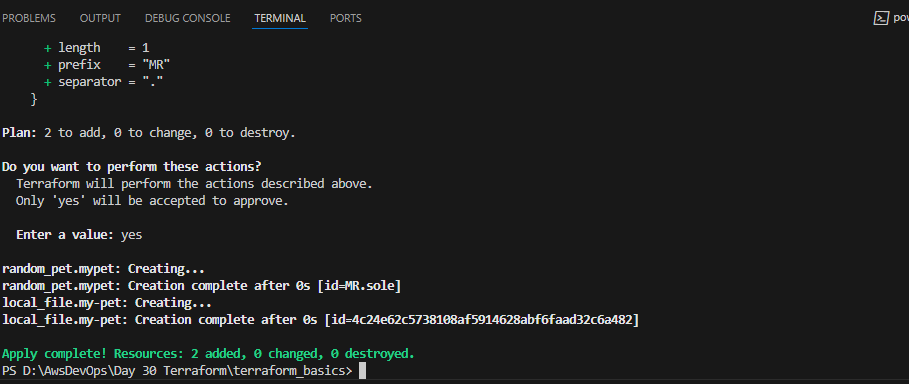 PROBLEMS OUTPUT DEBUG CONSOLE TERMINAL PORTS
+ length    = 1
+ prefix    = "MR"
+ separator = "."
}
Plan: 2 to add, 0 to change, 0 to destroy.
Do you want to perform these actions?
Terraform will perform the actions described above.
Only 'yes' will be accepted to approve.
Enter a value: yes
random_pet.mypet: Creating...
random_pet.mypet: Creation complete after 0s [id=MR.sole]
local_file.my-pet: Creating...
local_file.my-pet: Creation complete after 0s [id=4c24e62c5738108af5914628abf6faad32c6a482]
Apply complete! Resources: 2 added, 0 changed, 0 destroyed.
PS D:\AwsDevOps\Day 30 Terraform\terraform_basics>